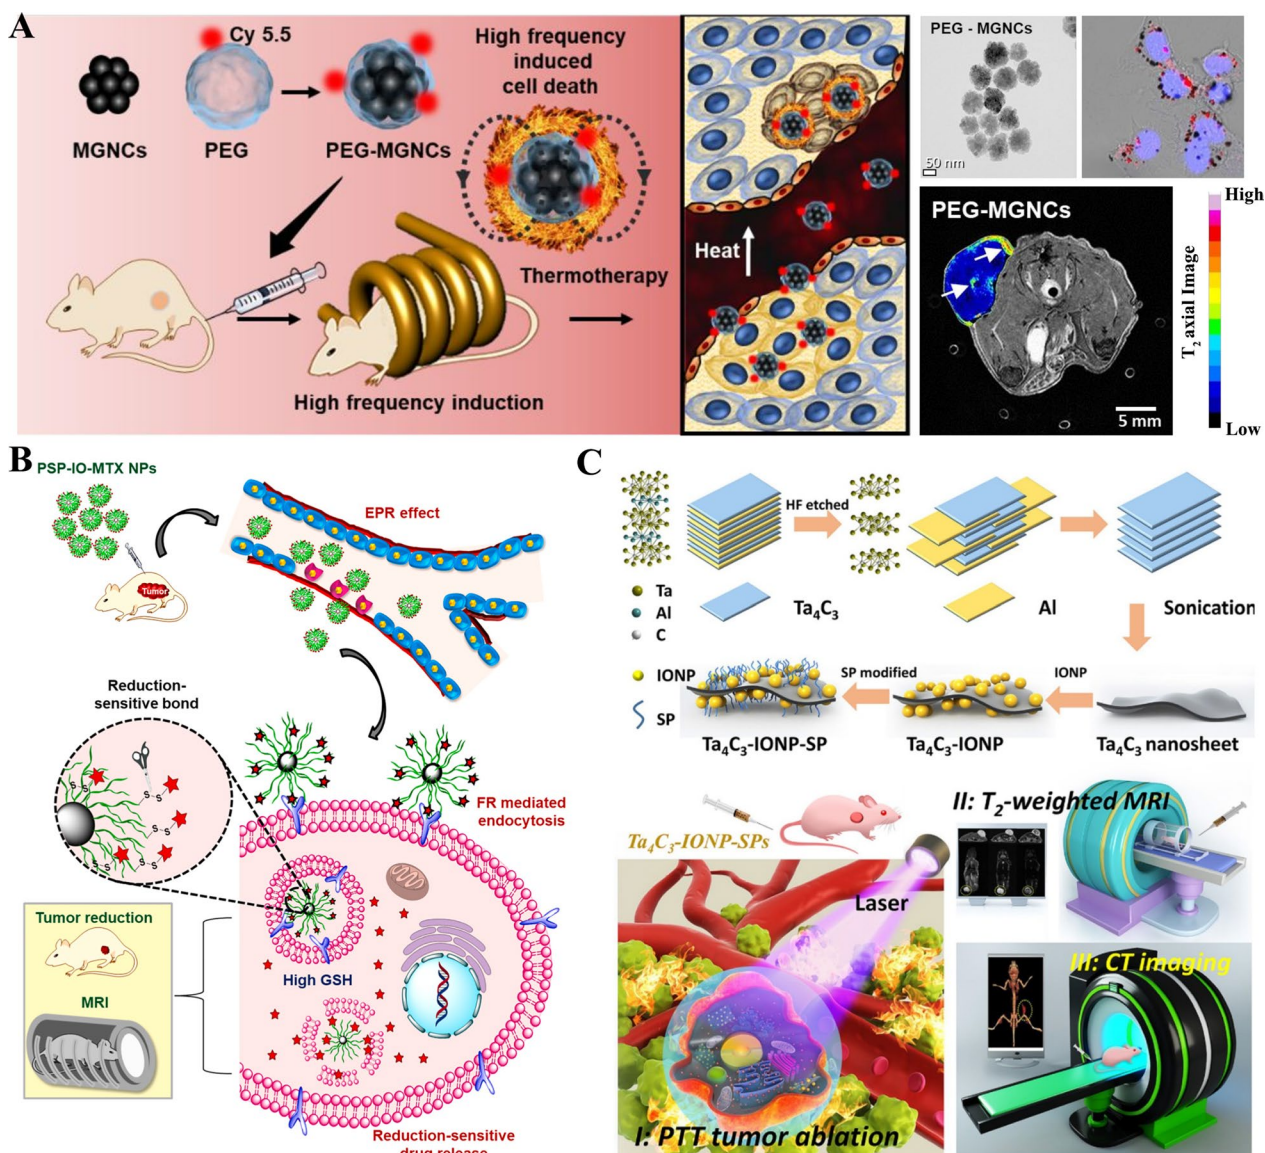 A
Cy 5.5
MGNCs
PEG
PEG-MGNCs
High frequency
induced
cell death
Thermotherapy
High frequency induction
Heat
PEG - MGNCs
50 nm
PEG-MGNCs
5 mm
High
T2 axial Image
Low
B
PSP-IO-MTX NPs
Tumor
EPR effect
Reduction-
sensitive bond
S
S
S
S
S
S
S
S
FR mediated
endocytosis
High GSH
Tumor reduction
MRI
Reduction-sensitive
drug release
C
HF etched
Ta
Al
C
Ta4C3
Al
Sonication
IONP
SP
SP modified
IONP
Ta4C3-IONP-SP
Ta4C3-IONP
Ta4C3 nanosheet
Ta4C3-IONP-SPs
Laser
I: PTT tumor ablation
II: T2-weighted MRI
III: CT imaging